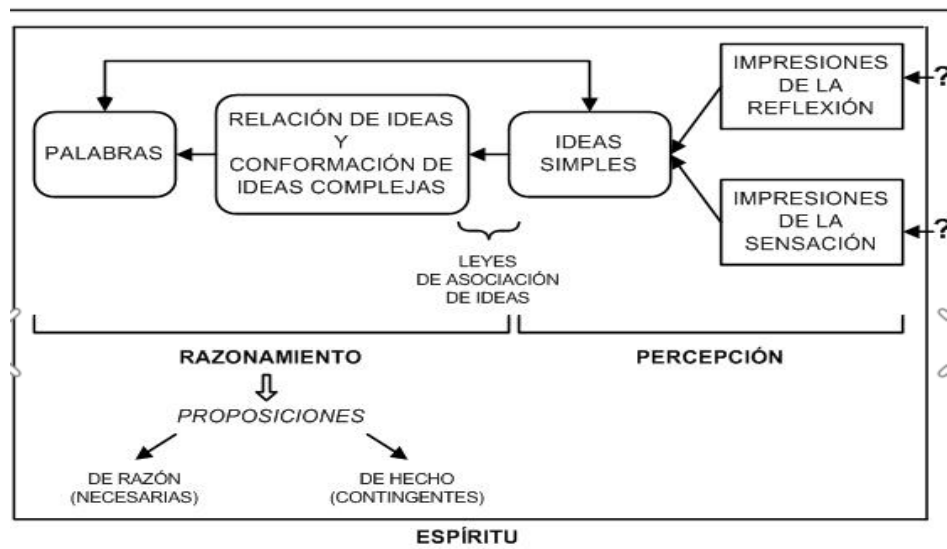 PALABRAS
RELACIÓN DE IDEAS
Y
CONFORMACIÓN DE
IDEAS COMPLEJAS
IDEAS
SIMPLES
IMPRESIONES
DE LA
REFLEXIÓN
?
IMPRESIONES
DE LA
SENSACIÓN
?
LEYES
DE ASOCIACIÓN
DE IDEAS
RAZONAMIENTO
PERCEPCIÓN
PROPOSICIONES
DE RAZÓN
(NECESARIAS)
DE HECHO
(CONTINGENTES)
ESPÍRITU